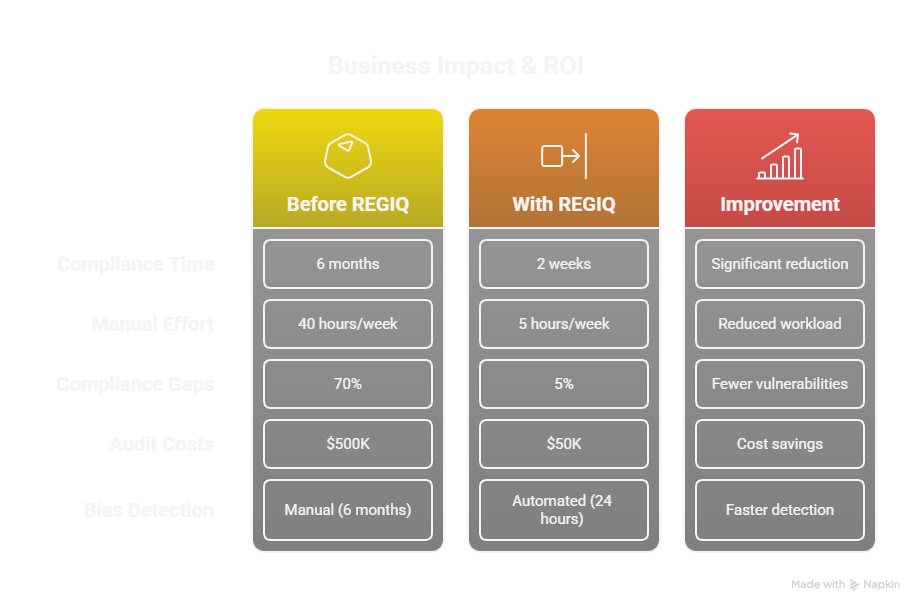 Business Impact & ROI
Before REGIQ
With REGIQ
Improvement
Compliance Time
6 months
2 weeks
Significant reduction
Manual Effort
40 hours/week
5 hours/week
Reduced workload
Compliance Gaps
70%
5%
Fewer vulnerabilities
Audit Costs
$500K
$50K
Cost savings
Bias Detection
Manual (6 months)
Automated (24
hours)
Faster detection
Made with Napkin